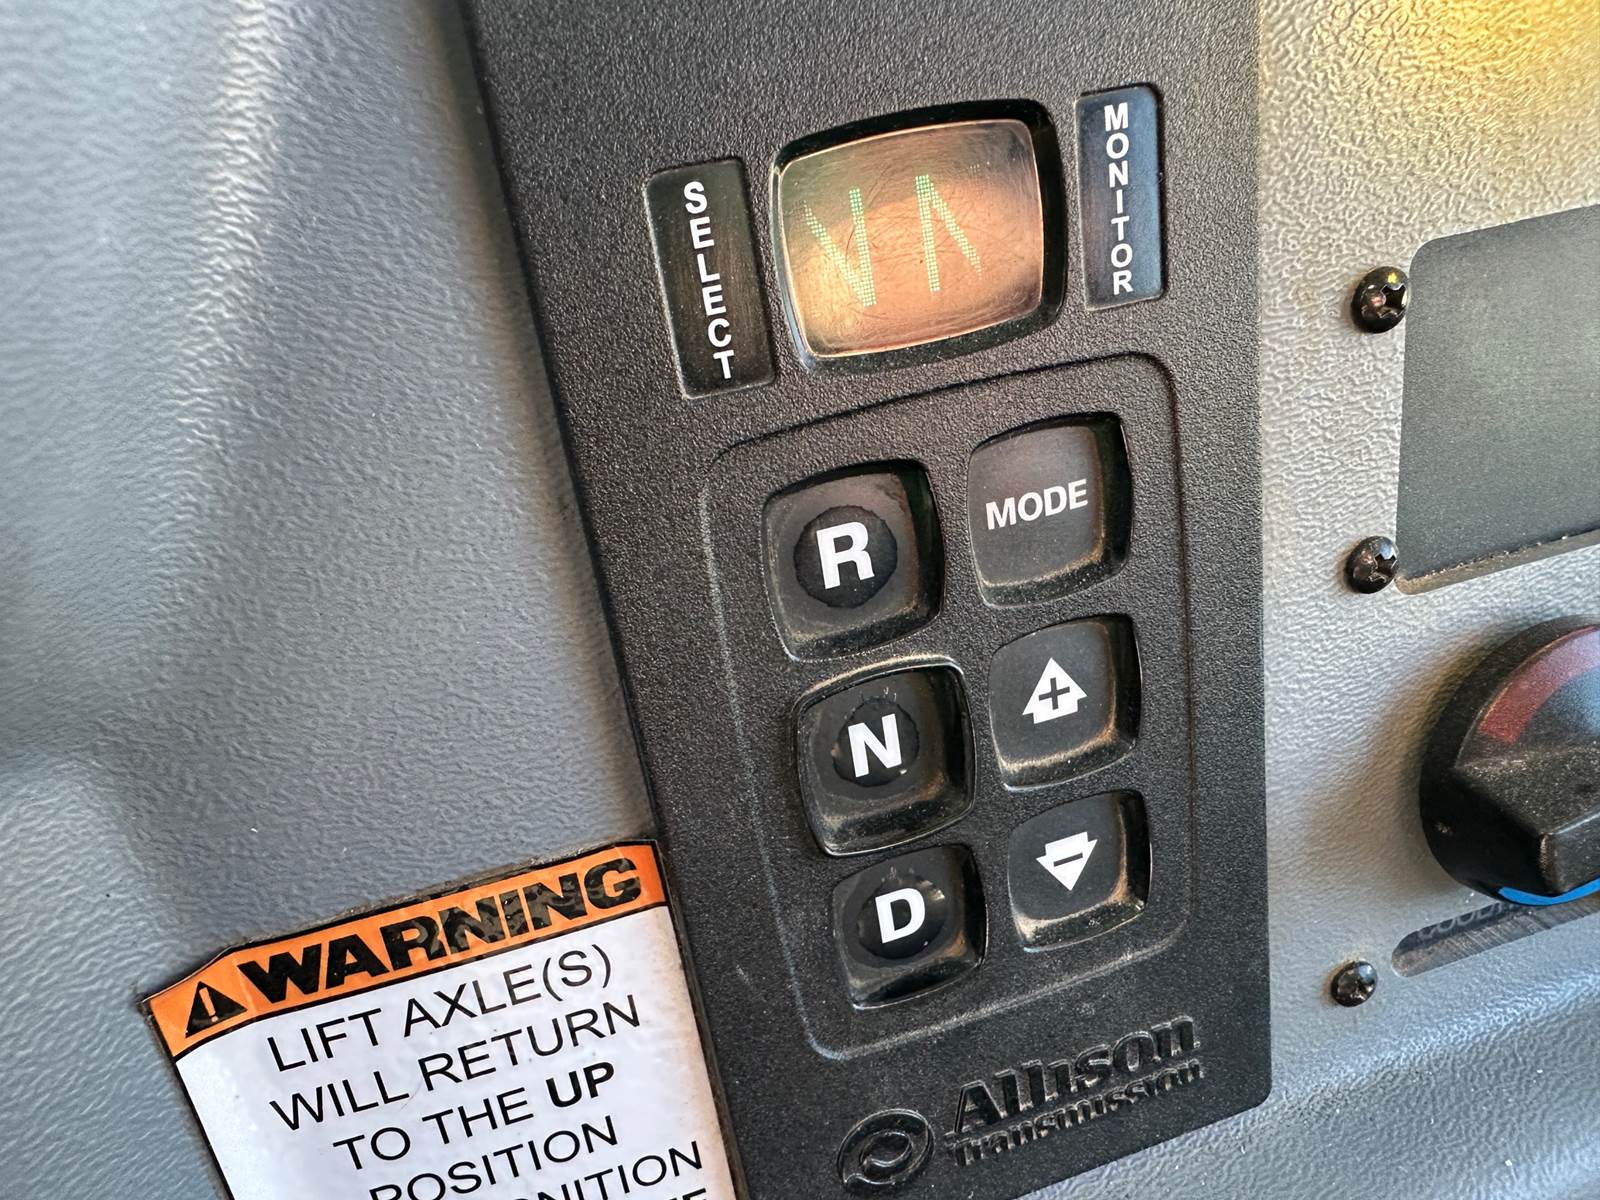 SELECT
MONITOR
R
MODE
N
+
D
-
Allison
Transmission
WARNING
LIFT AXLE(S)
WILL RETURN
TO THE UP
POSITION